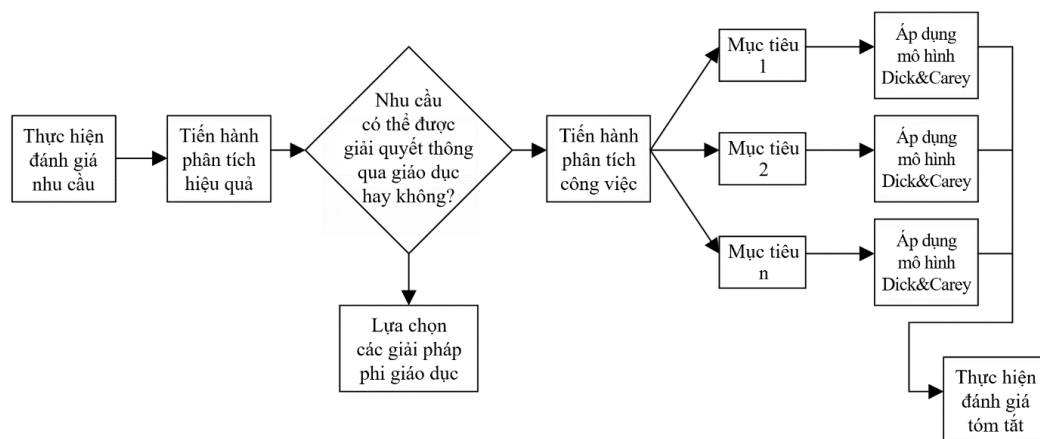 Thực hiện
đánh giá
nhu cầu
Tiến hành
phân tích
hiệu quả
Nhu cầu
có thể được
giải quyết thông
qua giáo dục
hay không?
Lựa chọn
các giải pháp
phi giáo dục
Tiến hành
phân tích
công việc
Mục tiêu
1
Áp dụng
mô hình
Dick&Carey
Mục tiêu
2
Áp dụng
mô hình
Dick&Carey
Mục tiêu
n
Áp dụng
mô hình
Dick&Carey
Thực hiện
đánh giá
tóm tắt